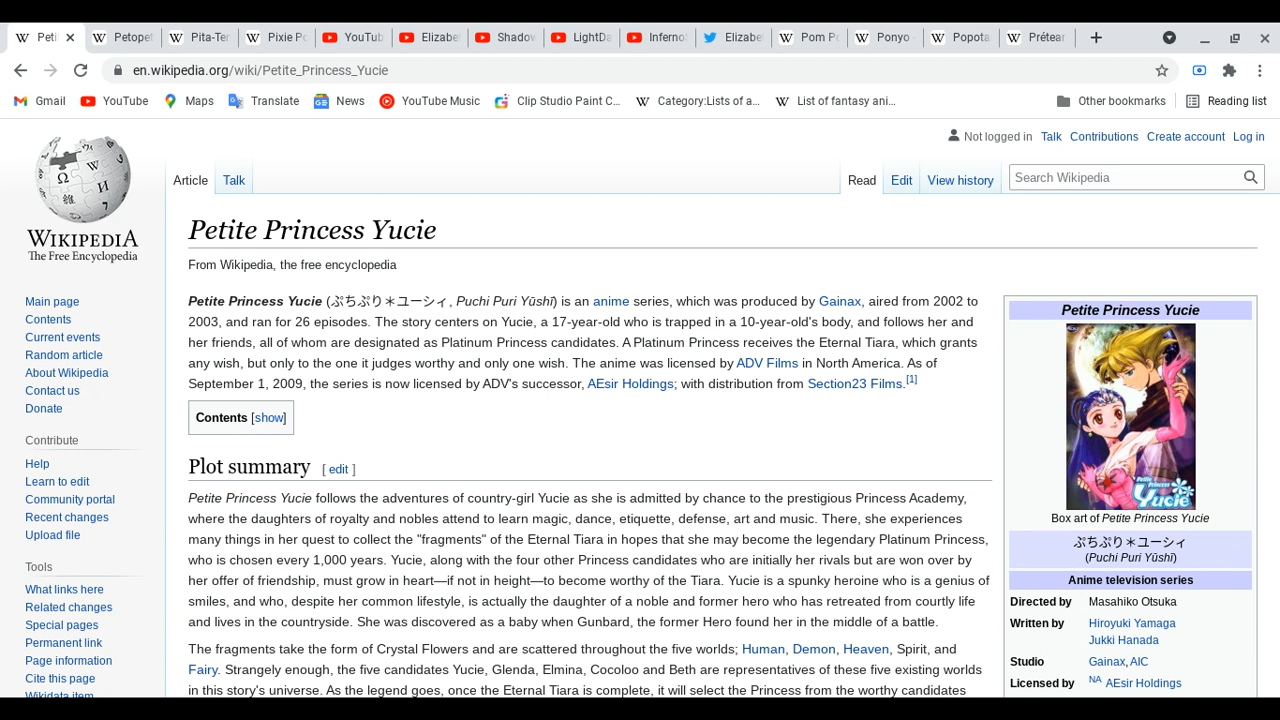 Peti
Petopet
Pita-Ter
Pixie Po
YouTub
Elizabet
Shadow
LightDa
InfernoS
Elizabet
Pom Po
Ponyo -
Popota
Prétear
en.wikipedia.org/wiki/Petite_Princess_Yucie
Gmail
YouTube
Maps
Translate
News
YouTube Music
Clip Studio Paint C...
Category:Lists of a...
List of fantasy ani...
Other bookmarks
Reading list
Not logged in Talk Contributions Create account Log in
Article Talk Read Edit View history Search Wikipedia
WIKIPEDIA
The Free Encyclopedia
Main page
Contents
Current events
Random article
About Wikipedia
Contact us
Donate
Contribute
Help
Learn to edit
Community portal
Recent changes
Upload file
Tools
What links here
Related changes
Special pages
Permanent link
Page information
Cite this page
Wikidata item
Petite Princess Yucie
From Wikipedia, the free encyclopedia
Petite Princess Yucie (ぷちぷり＊ユーシィ, Puchi Puri Yūshī) is an anime series, which was produced by Gainax, aired from 2002 to
2003, and ran for 26 episodes. The story centers on Yucie, a 17-year-old who is trapped in a 10-year-old's body, and follows her and
her friends, all of whom are designated as Platinum Princess candidates. A Platinum Princess receives the Eternal Tiara, which grants
any wish, but only to the one it judges worthy and only one wish. The anime was licensed by ADV Films in North America. As of
September 1, 2009, the series is now licensed by ADV's successor, AEsir Holdings; with distribution from Section23 Films.[1]
Contents [show]
Plot summary [ edit ]
Petite Princess Yucie follows the adventures of country-girl Yucie as she is admitted by chance to the prestigious Princess Academy,
where the daughters of royalty and nobles attend to learn magic, dance, etiquette, defense, art and music. There, she experiences
many things in her quest to collect the "fragments" of the Eternal Tiara in hopes that she may become the legendary Platinum Princess,
who is chosen every 1,000 years. Yucie, along with the four other Princess candidates who are initially her rivals but are won over by
her offer of friendship, must grow in heart—if not in height—to become worthy of the Tiara. Yucie is a spunky heroine who is a genius of
smiles, and who, despite her common lifestyle, is actually the daughter of a noble and former hero who has retreated from courtly life
and lives in the countryside. She was discovered as a baby when Gunbard, the former Hero found her in the middle of a battle.
The fragments take the form of Crystal Flowers and are scattered throughout the five worlds; Human, Demon, Heaven, Spirit, and
Fairy. Strangely enough, the five candidates Yucie, Glenda, Elmina, Cocoloo and Beth are representatives of these five existing worlds
in this story's universe. As the legend goes, once the Eternal Tiara is complete, it will select the Princess from the worthy candidates
Petite Princess Yucie
Petite Princess
Yucie
Box art of Petite Princess Yucie
ぷちぷり＊ユーシィ
(Puchi Puri Yūshī)
Anime television series
Directed by Masahiko Otsuka
Written by Hiroyuki Yamaga
Jukki Hanada
Studio Gainax, AIC
Licensed by NA AEsir Holdings